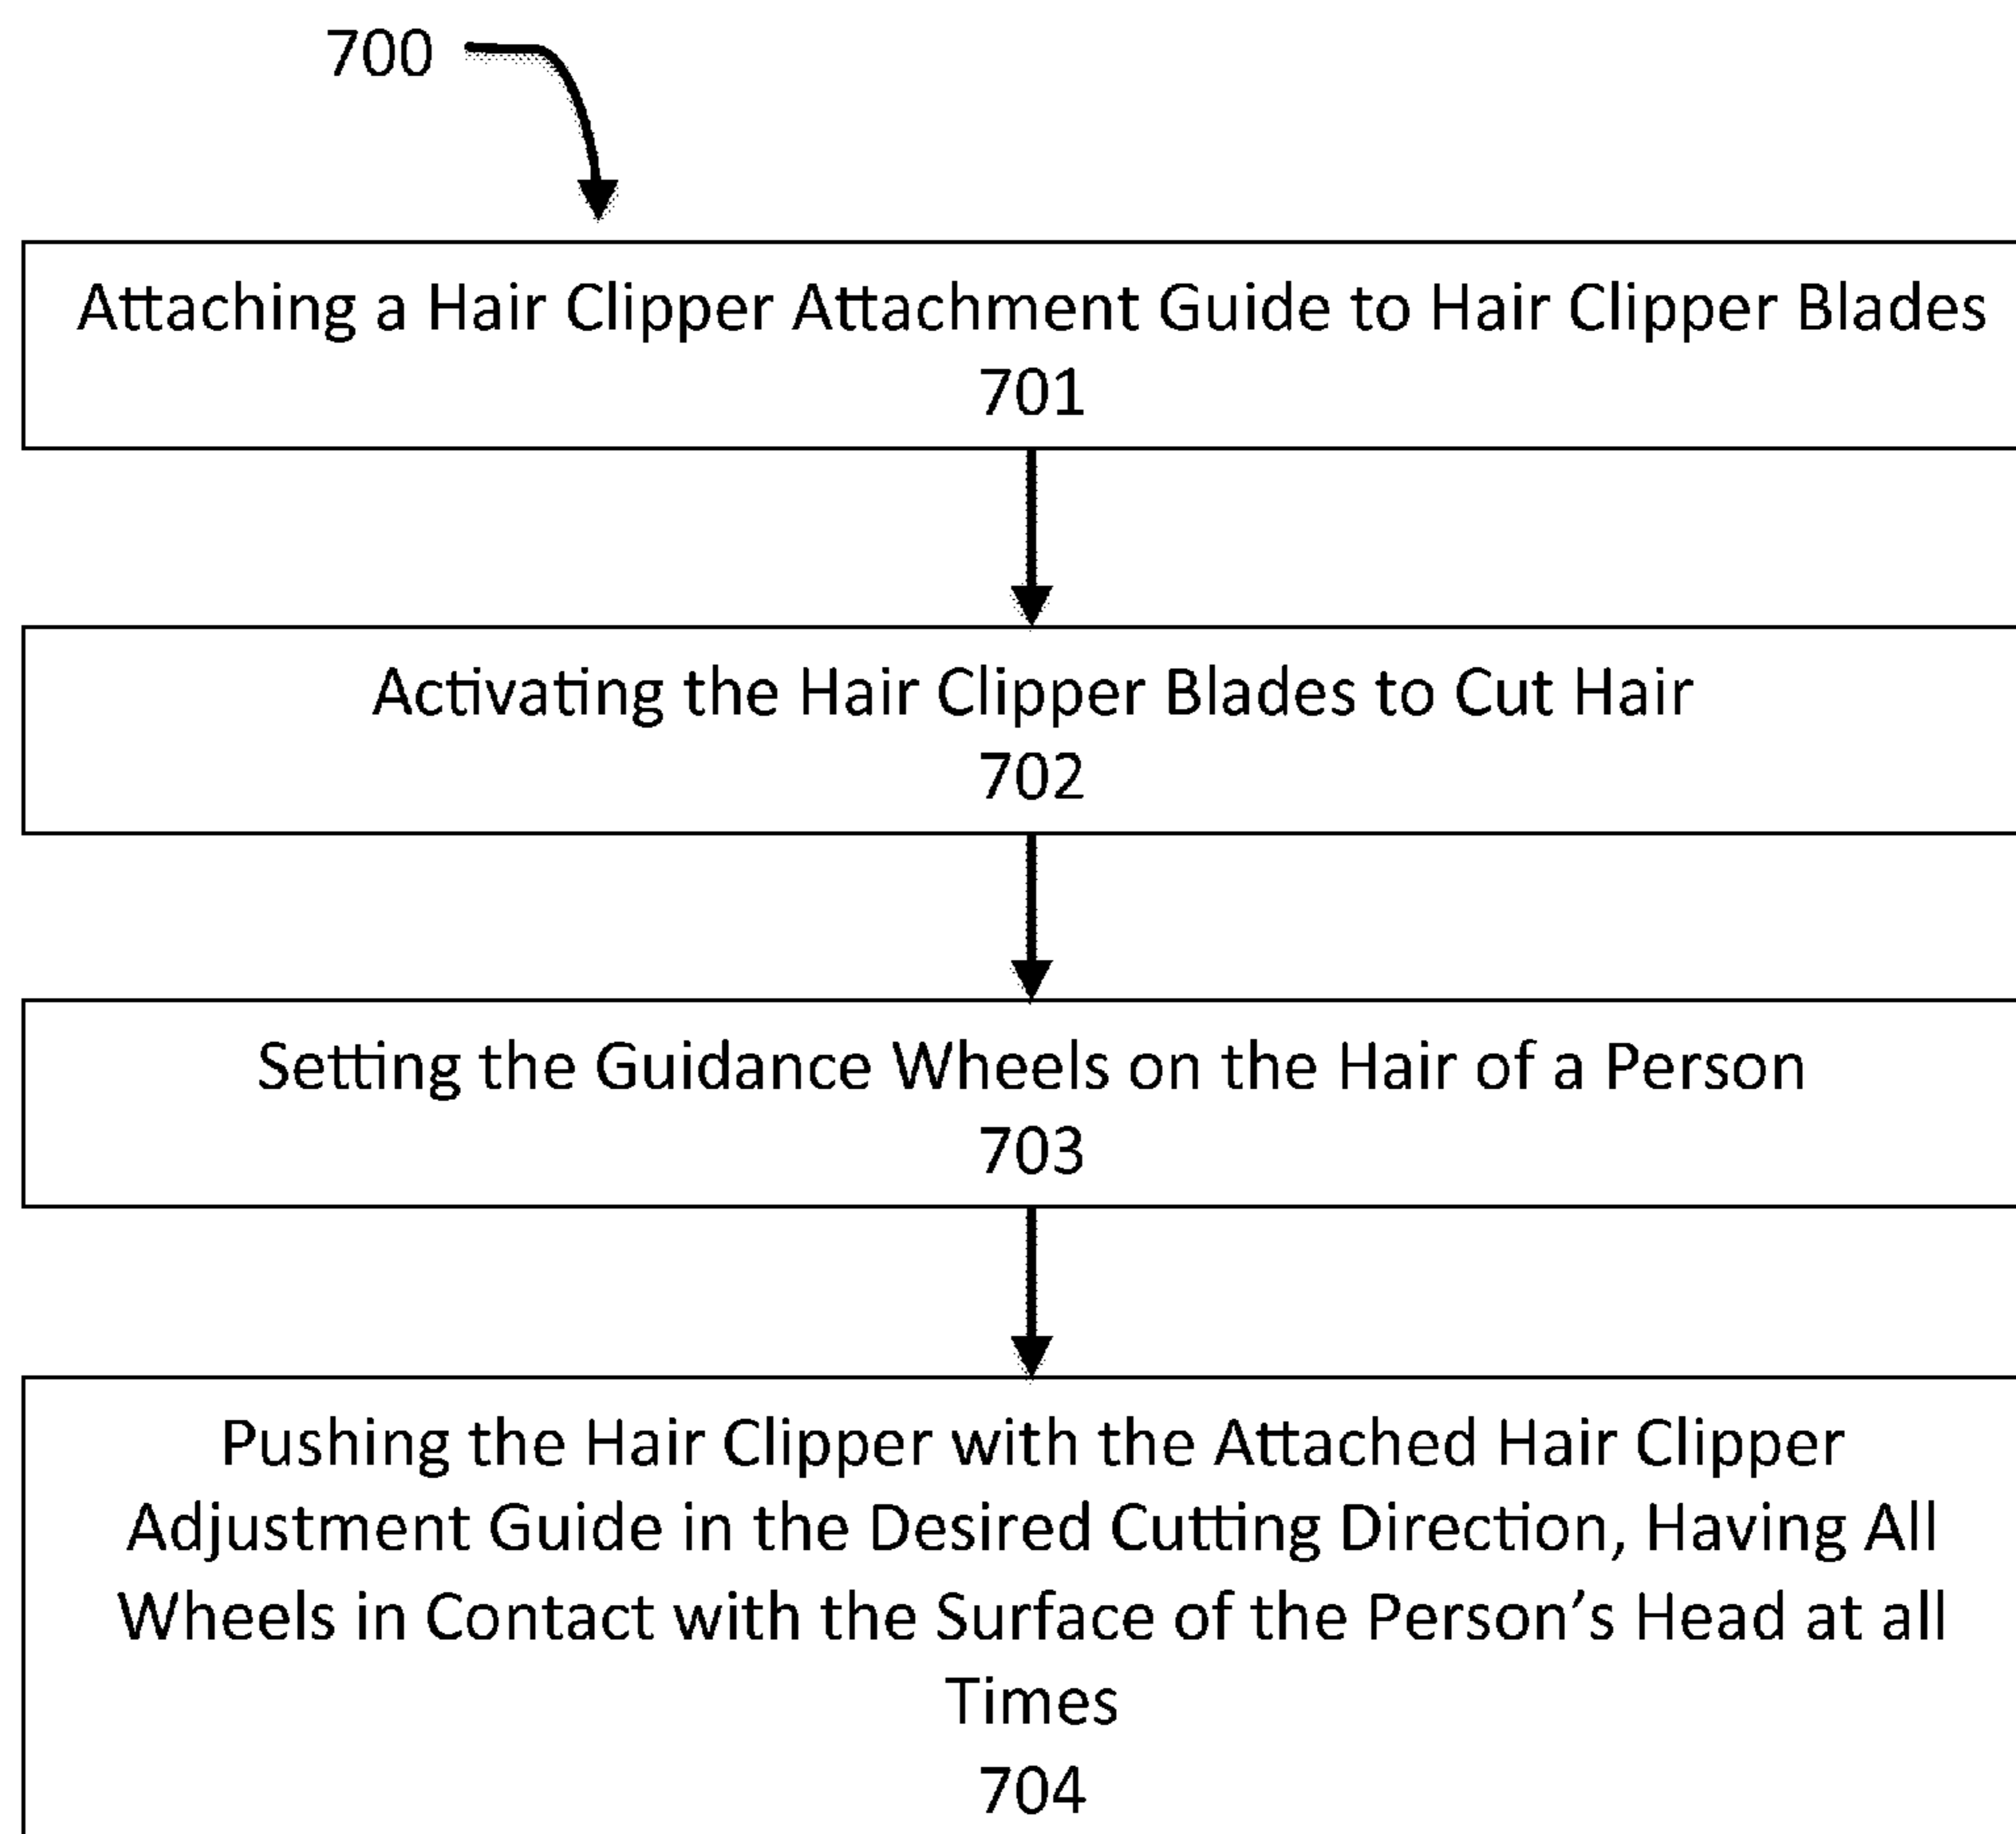 700
Attaching a Hair Clipper Attachment Guide to Hair Clipper Blades
701
Activating the Hair Clipper Blades to Cut Hair
702
Setting the Guidance Wheels on the Hair of a Person
703
Pushing the Hair Clipper with the Attached Hair Clipper
Adjustment Guide in the Desired Cutting Direction, Having All
Wheels in Contact with the Surface of the Person’s Head at all
Times
704